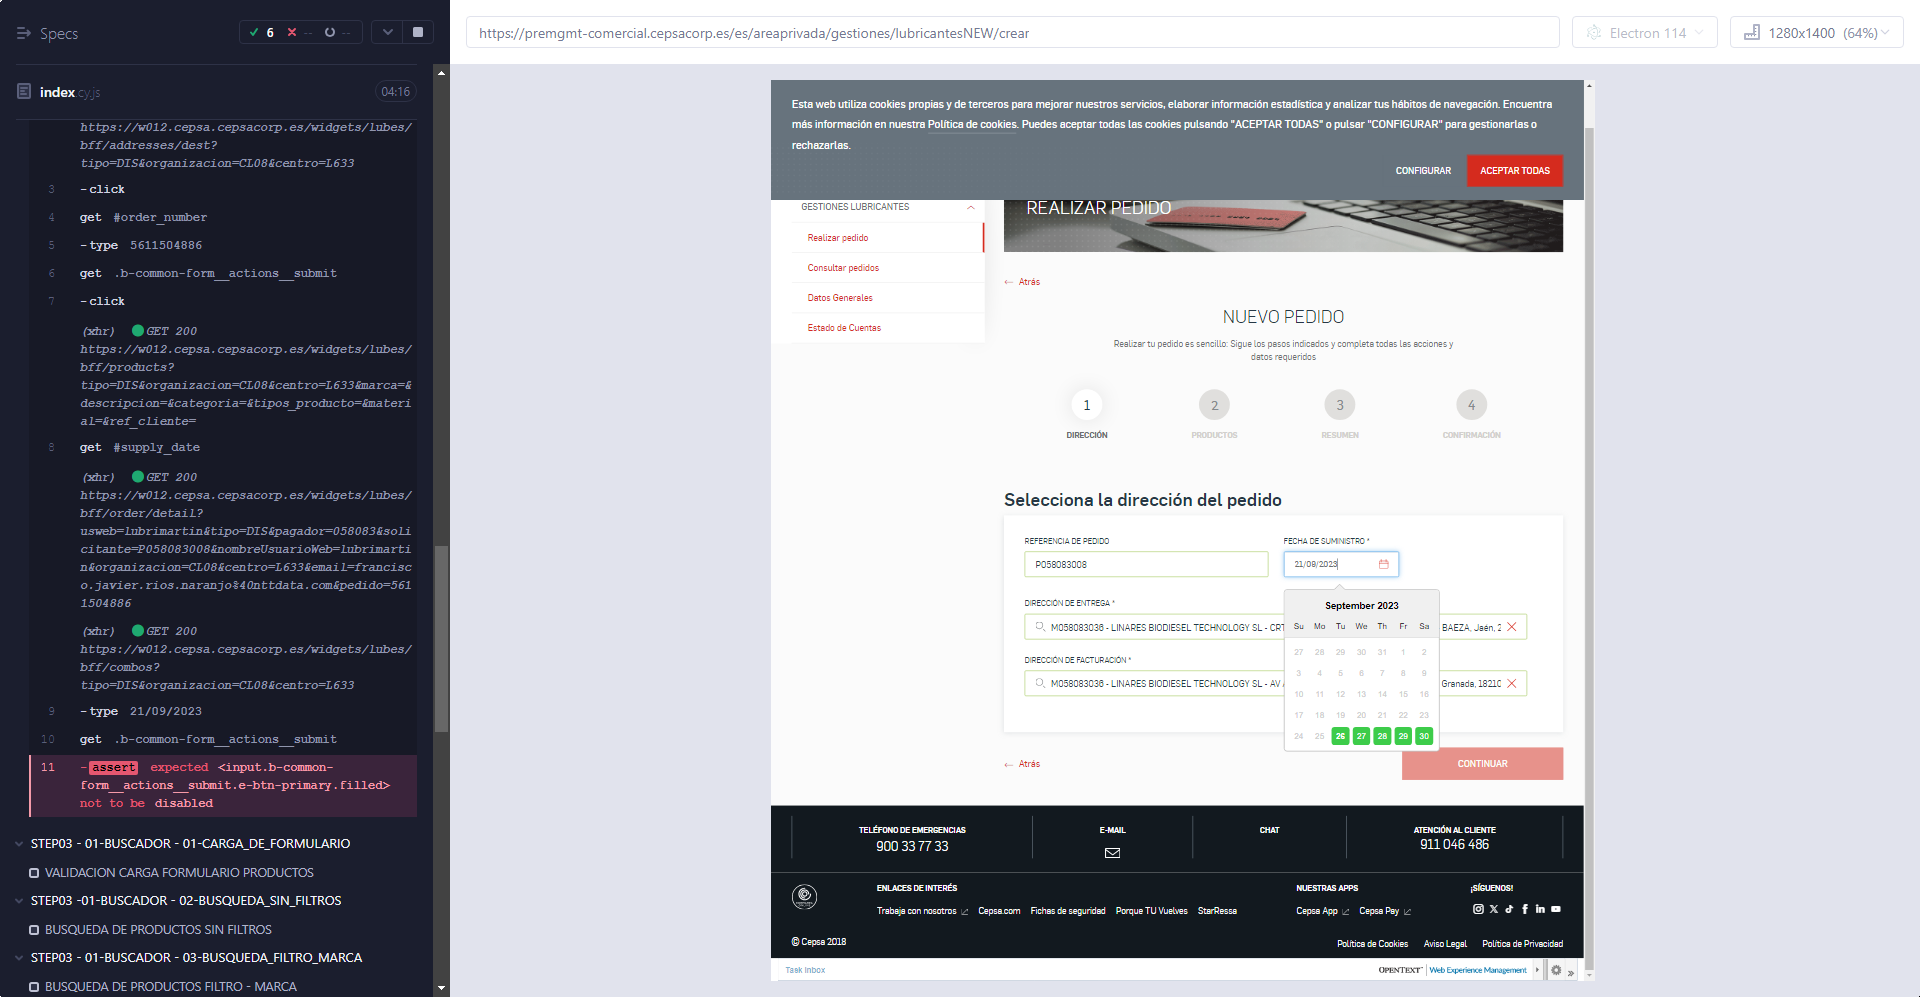 Specs
6 -- --
index.cy.js 04:16
https://w012.cepsa.cepsacorp.es/widgets/lubes/
bff/addresses/dest?
tipo=DIS&organizacion=CL08&centro=L633
3 -click
4 get #order_number
5 -type 5611504886
6 get .b-common-form__actions__submit
7 -click
(xhr) GET 200
https://w012.cepsa.cepsacorp.es/widgets/lubes/
bff/products?
tipo=DIS&organizacion=CL08&centro=L633&marca=&
descripcion=&categoria=&tipos_producto=&materi
al=&ref_cliente=
8 get #supply_date
(xhr) GET 200
https://w012.cepsa.cepsacorp.es/widgets/lubes/
bff/order/detail?
usweb=lubrimartin&tipo=DIS&pagador=058083&soli
citante=P058083008&nombreUsuarioWeb=lubrimarti
n&organizacion=CL08&centro=L633&email=francisc
o.javier.rios.naranjo%40nttdata.com&pedido=561
1504886
(xhr) GET 200
https://w012.cepsa.cepsacorp.es/widgets/lubes/
bff/combos?
tipo=DIS&organizacion=CL08&centro=L633
9 -type 21/09/2023
10 get .b-common-form__actions__submit
11 -assert expected <input.b-common-
form__actions__submit.e-btn-primary.filled>
not to be disabled
STEP03 - 01-BUSCADOR - 01-CARGA_DE_FORMULARIO
VALIDACION CARGA FORMULARIO PRODUCTOS
STEP03 -01-BUSCADOR - 02-BUSQUEDA_SIN_FILTROS
BUSQUEDA DE PRODUCTOS SIN FILTROS
STEP03 - 01-BUSCADOR - 03-BUSQUEDA_FILTRO_MARCA
BUSQUEDA DE PRODUCTOS FILTRO - MARCA
https://premgmt-comercial.cepsacorp.es/es/areaprivada/gestiones/lubricantesNEW/crear
Electron 114
1280x1400 (64%)
Esta web utiliza cookies propias y de terceros para mejorar nuestros servicios, elaborar información estadística y analizar tus hábitos de navegación. Encuentra
más información en nuestra Política de cookies. Puedes aceptar todas las cookies pulsando "ACEPTAR TODAS" o pulsar "CONFIGURAR" para gestionarlas o
rechazarlas.
CONFIGURAR ACEPTAR TODAS
GESTIONES LUBRICANTES
Realizar pedido
Consultar pedidos
Datos Generales
Estado de Cuentas
REALIZAR PEDIDO
← Atrás
NUEVO PEDIDO
Realizar tu pedido es sencillo: Sigue los pasos indicados y completa todas las acciones y
datos requeridos
1 2 3 4
DIRECCIÓN PRODUCTOS RESUMEN CONFIRMACIÓN
Selecciona la dirección del pedido
REFERENCIA DE PEDIDO FECHA DE SUMINISTRO *
P058083008 21/09/2023
DIRECCIÓN DE ENTREGA *
M058083036 - LINARES BIODIESEL TECHNOLOGY SL - CRT BAEZA, Jaén, 2
DIRECCIÓN DE FACTURACIÓN *
M058083036 - LINARES BIODIESEL TECHNOLOGY SL - AV Granada, 18210
September 2023
Su Mo Tu We Th Fr Sa
27 28 29 30 31 1 2
3 4 5 6 7 8 9
10 11 12 13 14 15 16
17 18 19 20 21 22 23
24 25 26 27 28 29 30
← Atrás
CONTINUAR
TELÉFONO DE EMERGENCIAS
900 33 77 33
E-MAIL
CHAT
ATENCIÓN AL CLIENTE
911 046 486
ENLACES DE INTERÉS
Trabaja con nosotros Cepsa.com Fichas de seguridad Porque TU Vuelves StarRessa
NUESTRAS APPS
Cepsa App Cepsa Pay
¡SÍGUENOS!
© Cepsa 2018
Política de Cookies Aviso Legal Política de Privacidad
Task Inbox
OPENTEXT™ Web Experience Management